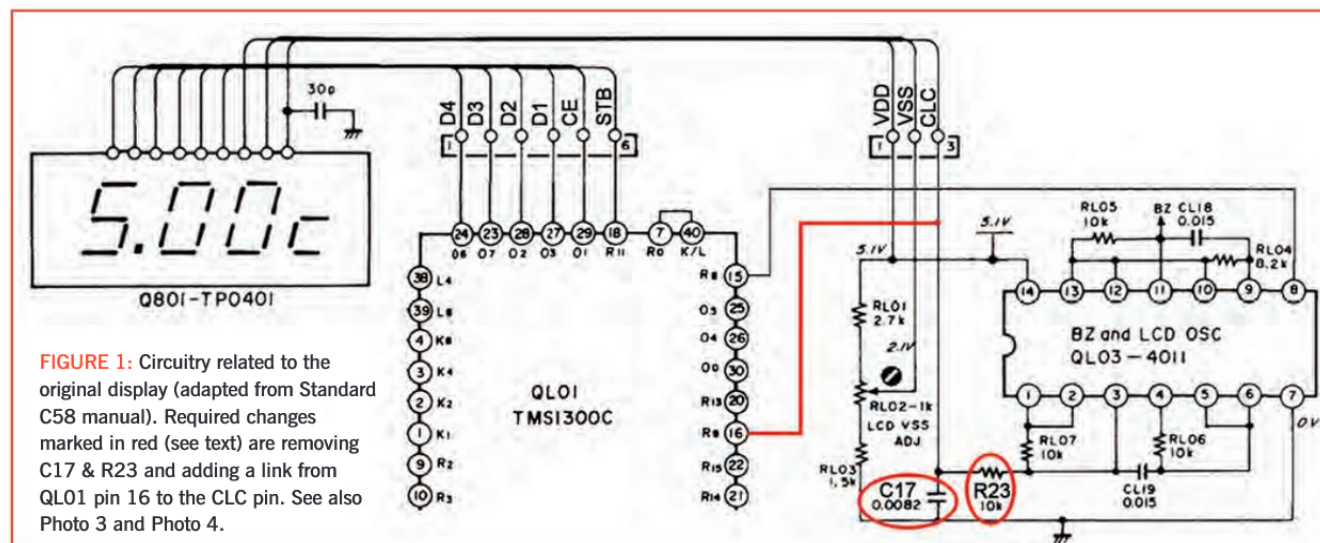 30p
D4 D3 D2 D1 CE STB
1 6
VDD VSS CLC
1 3
5.00c
Q801-TP0401
24 23 28 27 29 18 7 40
O6 O7 O2 O3 O1 R11 R0 K/L
38 L4
39 L8
4 K8
3 K4
2 K2
1 K1
9 R2
10 R3
QL01
TMS1300C
R8 15
O5 25
O4 26
O0 30
R13 20
R9 16
R15 22
R14 21
5.1V
RL01
2.7k
2.1V
RL02-1k
LCD VSS
ADJ
RL03
1,5k
C17
0.0082
R23
10k
5.1V
RL05
10k
BZ
CL18
0.015
RL04
8.2k
14 13 12 11 10 9 8
BZ and LCD OSC
QL03-4011
1 2 3 4 5 6 7
RL07
10k
RL06
10k
CL19
0.015
0V
FIGURE 1: Circuitry related to the
original display (adapted from Standard
C58 manual). Required changes
marked in red (see text) are removing
C17 & R23 and adding a link from
QL01 pin 16 to the CLC pin. See also
Photo 3 and Photo 4.